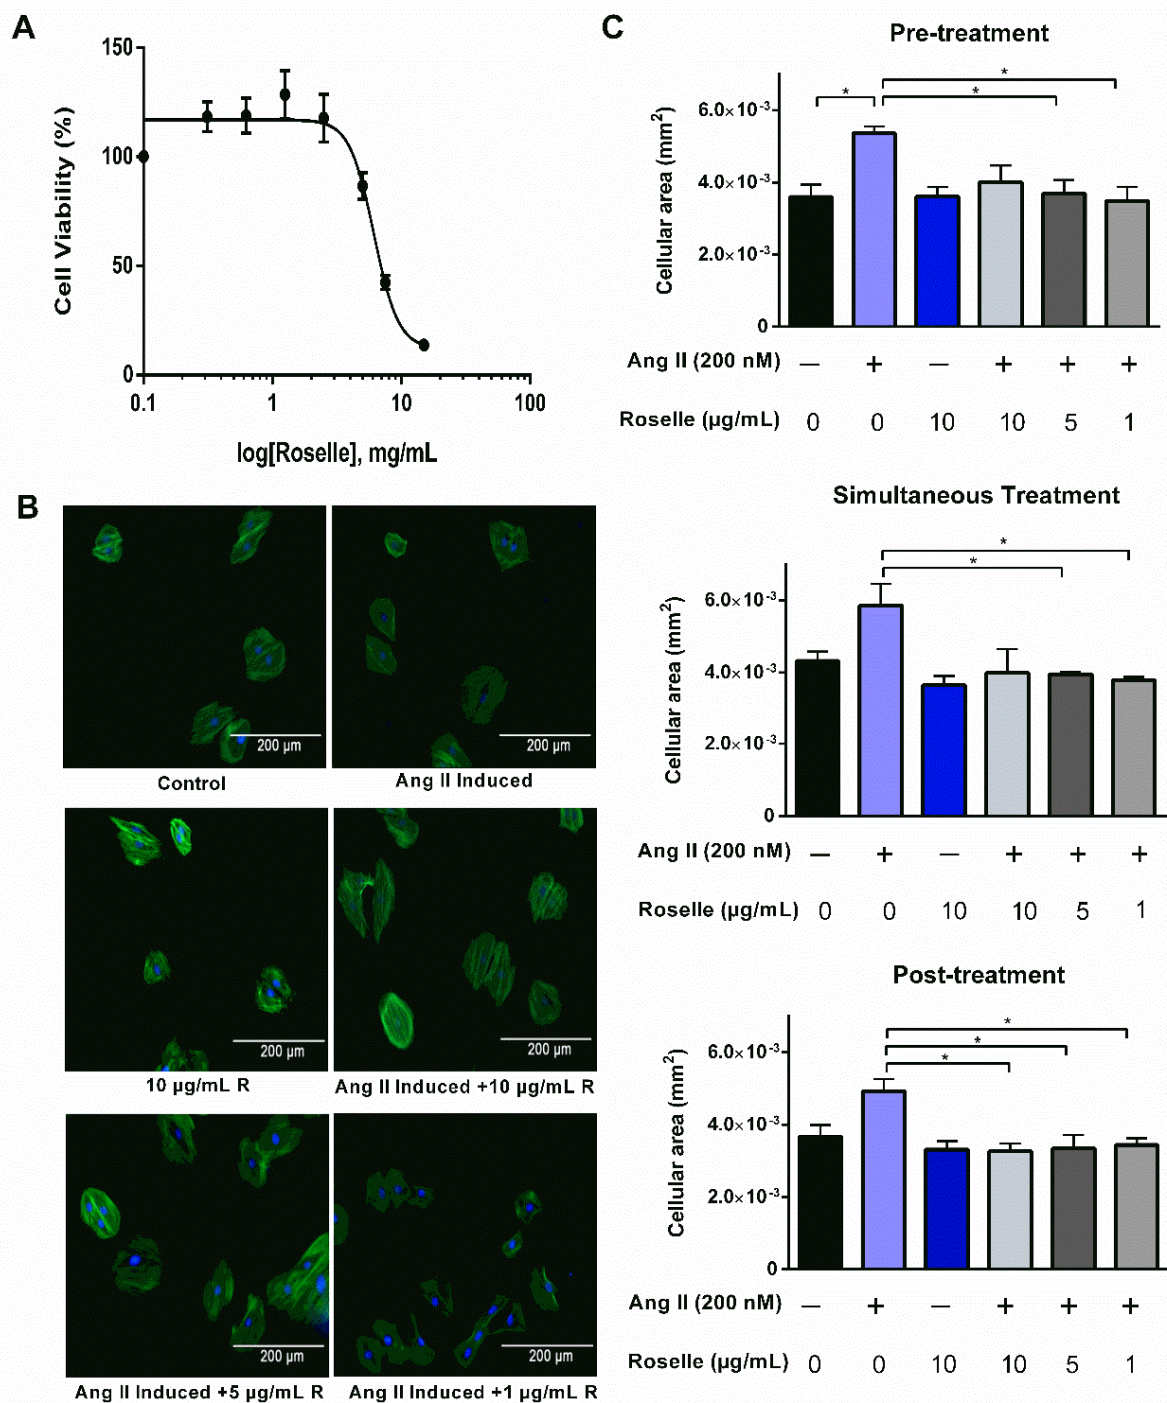 A
150
100
50
0
Cell Viability (%)
0.1
1
10
100
log[Roselle], mg/mL
B
200 µm
200 µm
Control
Ang II Induced
200 µm
200 µm
10 µg/mL R
Ang II Induced +10 µg/mL R
200 µm
200 µm
Ang II Induced +5 µg/mL R
Ang II Induced +1 µg/mL R
C
Pre-treatment
*
*
*
6.0×10⁻³
4.0×10⁻³
2.0×10⁻³
0
Cellular area (mm²)
Ang II (200 nM) — + — + + +
Roselle (µg/mL) 0 0 10 10 5 1
Simultaneous Treatment
*
*
6.0×10⁻³
4.0×10⁻³
2.0×10⁻³
0
Cellular area (mm²)
Ang II (200 nM) — + — + + +
Roselle (µg/mL) 0 0 10 10 5 1
Post-treatment
*
*
*
6.0×10⁻³
4.0×10⁻³
2.0×10⁻³
0
Cellular area (mm²)
Ang II (200 nM) — + — + + +
Roselle (µg/mL) 0 0 10 10 5 1